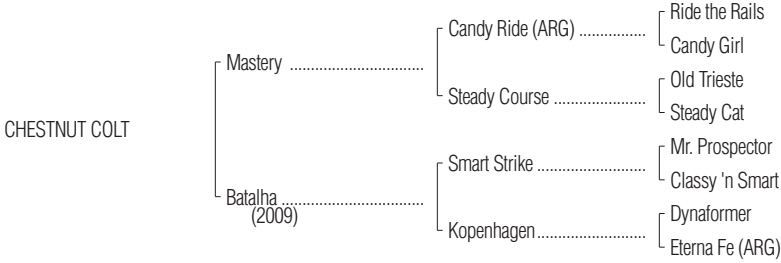 Ride the Rails
Candy Ride (ARG) ................
Candy Girl
Mastery ................................
Old Trieste
Steady Course ......................
Steady Cat
CHESTNUT COLT
Mr. Prospector
Smart Strike ..........................
Classy 'n Smart
Batalha ..................................
(2009)
Dynaformer
Kopenhagen..........................
Eterna Fe (ARG)